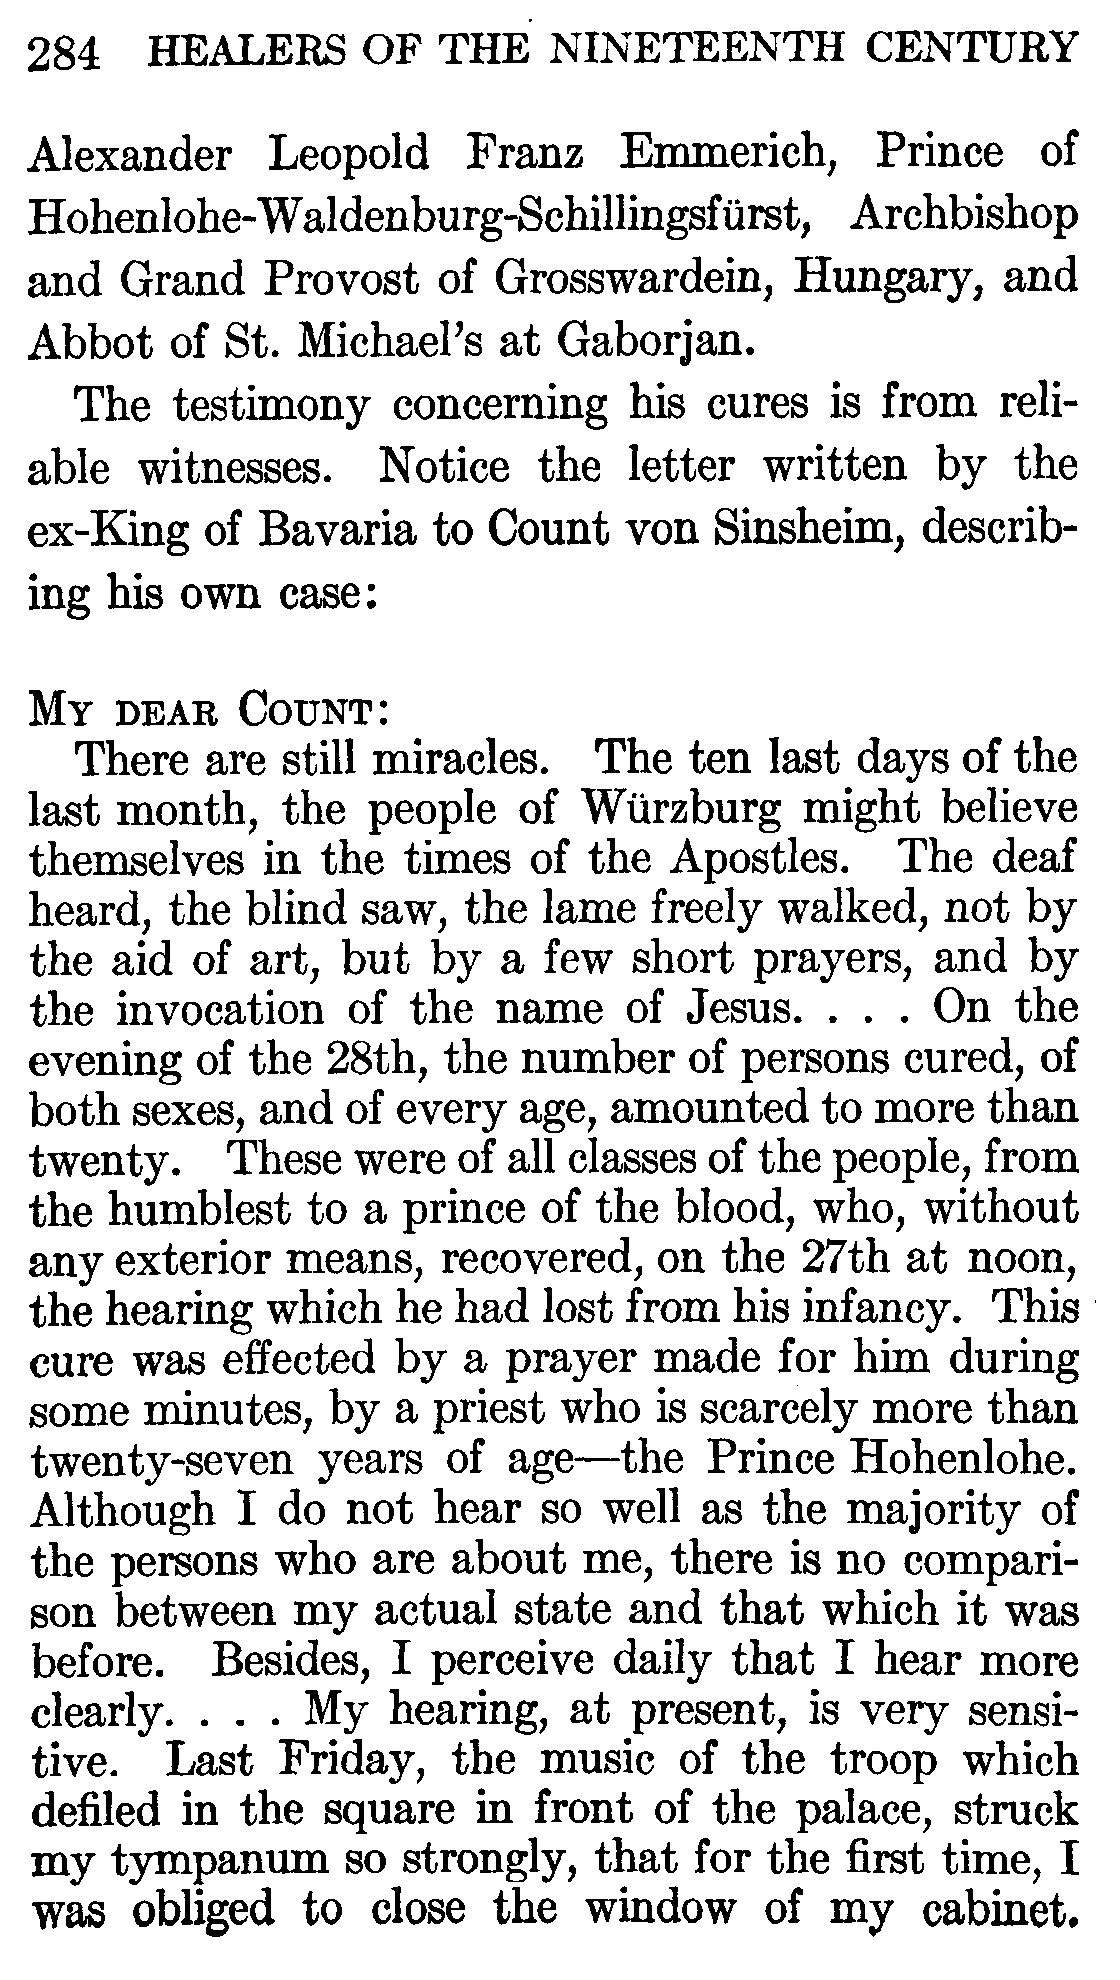 284 HEALERS OF THE NINETEENTH CENTURY
Alexander Leopold Franz Emmerich, Prince of
Hohenlohe-Waldenburg-Schillingsfürst, Archbishop
and Grand Provost of Grosswardein, Hungary, and
Abbot of St. Michael's at Gaborjan.
The testimony concerning his cures is from reli-
able witnesses. Notice the letter written by the
ex-King of Bavaria to Count von Sinsheim, describ-
ing his own case:
MY DEAR COUNT:
There are still miracles. The ten last days of the
last month, the people of Würzburg might believe
themselves in the times of the Apostles. The deaf
heard, the blind saw, the lame freely walked, not by
the aid of art, but by a few short prayers, and by
the invocation of the name of Jesus. . . . On the
evening of the 28th, the number of persons cured, of
both sexes, and of every age, amounted to more than
twenty. These were of all classes of the people, from
the humblest to a prince of the blood, who, without
any exterior means, recovered, on the 27th at noon,
the hearing which he had lost from his infancy. This
cure was effected by a prayer made for him during
some minutes, by a priest who is scarcely more than
twenty-seven years of age—the Prince Hohenlohe.
Although I do not hear so well as the majority of
the persons who are about me, there is no compari-
son between my actual state and that which it was
before. Besides, I perceive daily that I hear more
clearly. . . . My hearing, at present, is very sensi-
tive. Last Friday, the music of the troop which
defiled in the square in front of the palace, struck
my tympanum so strongly, that for the first time, I
was obliged to close the window of my cabinet.